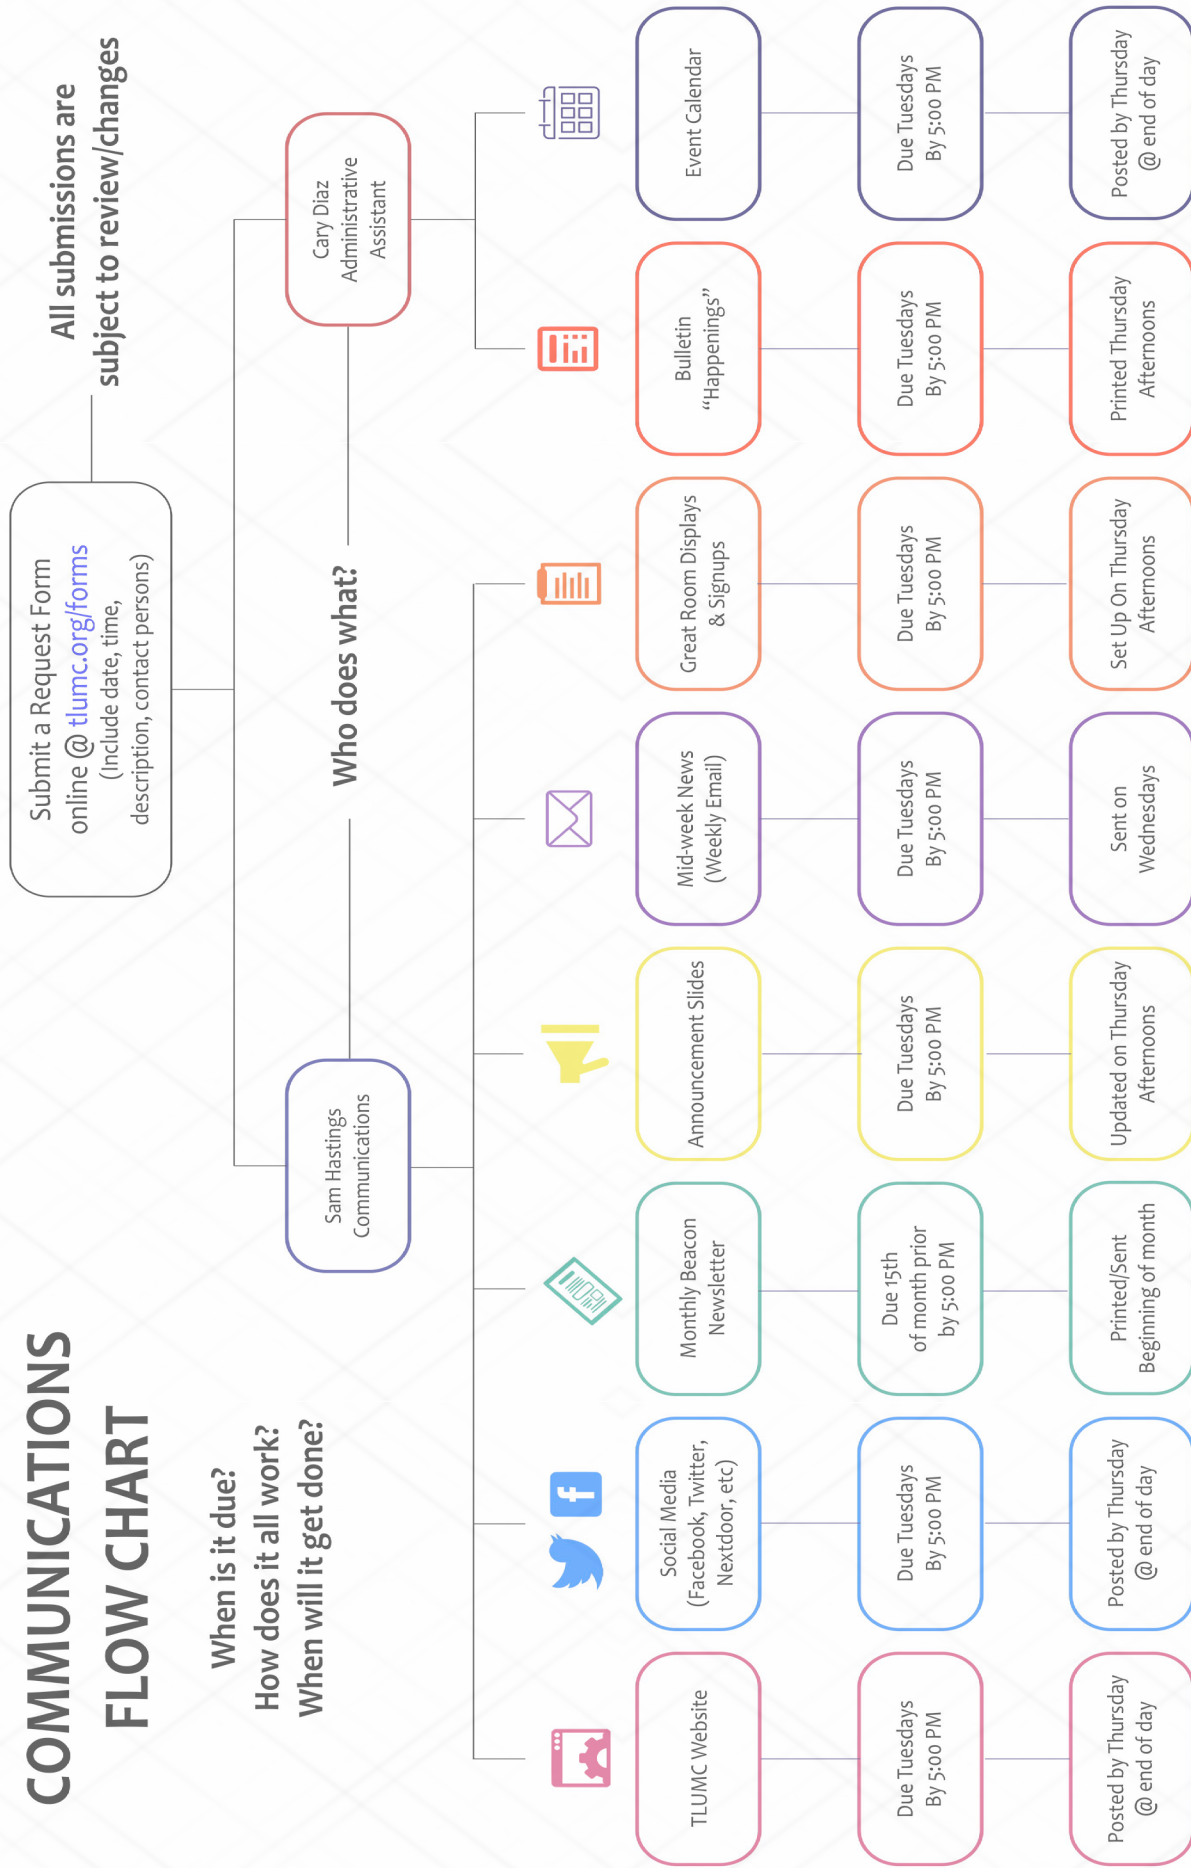 COMMUNICATIONS
FLOW CHART
When is it due?
How does it all work?
When will it get done?
Submit a Request Form
online @ tlumc.org/forms
(Include date, time,
description, contact persons)
All submissions are
subject to review/changes
Sam Hastings
Communications
Who does what?
Cary Diaz
Administrative
Assistant
TLUMC Website
Due Tuesdays
By 5:00 PM
Posted by Thursday
@ end of day
Social Media
(Facebook, Twitter,
Nextdoor, etc)
Due Tuesdays
By 5:00 PM
Posted by Thursday
@ end of day
Monthly Beacon
Newsletter
Due 15th
of month prior
by 5:00 PM
Printed/Sent
Beginning of month
Announcement Slides
Due Tuesdays
By 5:00 PM
Updated on Thursday
Afternoons
Mid-week News
(Weekly Email)
Due Tuesdays
By 5:00 PM
Sent on
Wednesdays
Great Room Displays
& Signups
Due Tuesdays
By 5:00 PM
Set Up On Thursday
Afternoons
Bulletin
“Happenings”
Due Tuesdays
By 5:00 PM
Printed Thursday
Afternoons
Event Calendar
Due Tuesdays
By 5:00 PM
Posted by Thursday
@ end of day